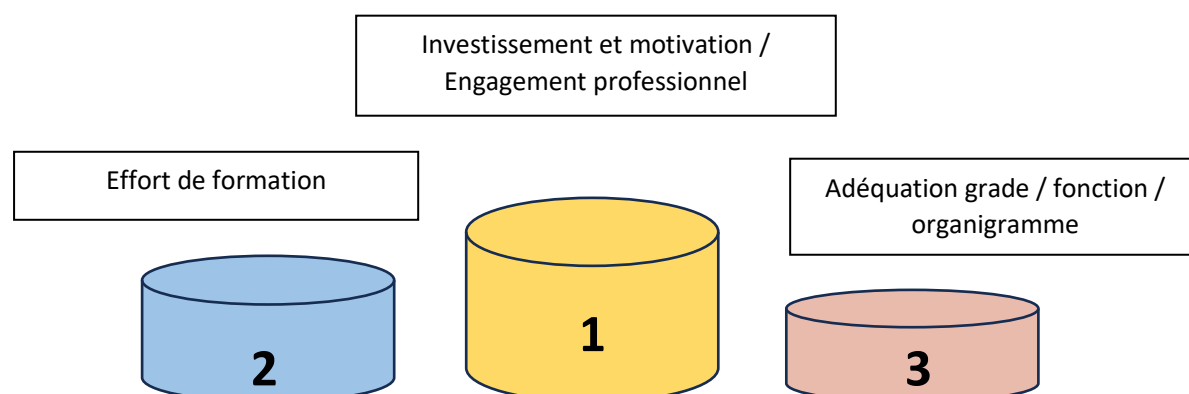 Investissement et motivation /
Engagement professionnel
Effort de formation
Adéquation grade / fonction /
organigramme
1
2
3